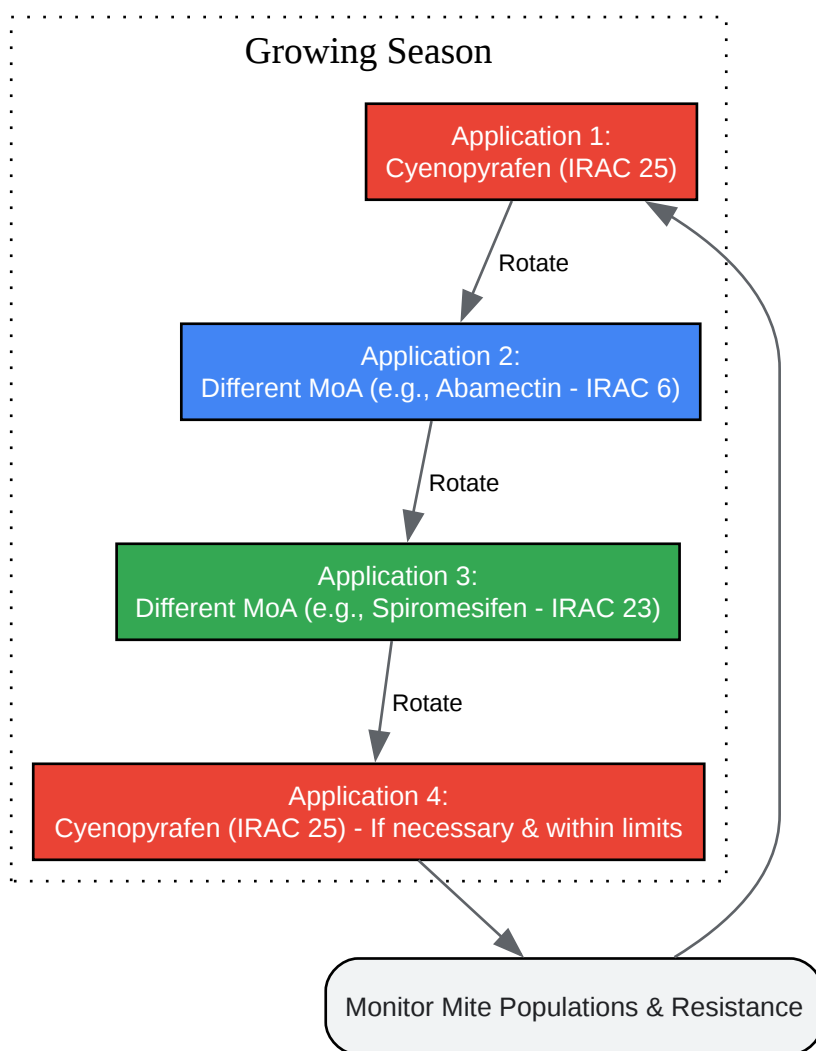 Growing Season
Application 1:
Cyenopyrafen (IRAC 25)
Rotate
Application 2:
Different MoA (e.g., Abamectin - IRAC 6)
Rotate
Application 3:
Different MoA (e.g., Spiromesifen - IRAC 23)
Rotate
Application 4:
Cyenopyrafen (IRAC 25) - If necessary & within limits
Monitor Mite Populations & Resistance